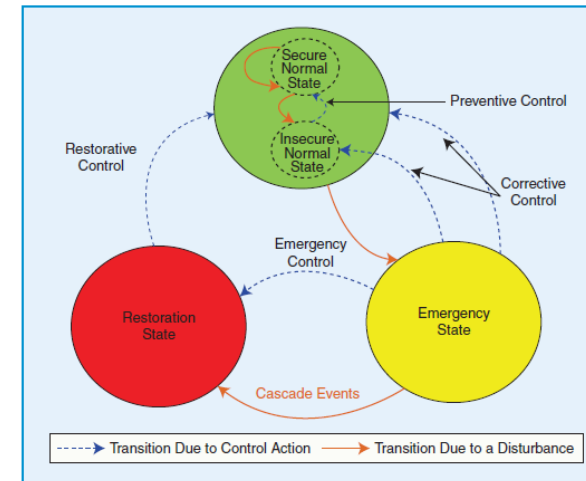 Secure
Normal
State
Preventive Control
Insecure
Normal
State
Restorative
Control
Corrective
Control
Emergency
Control
Restoration
State
Emergency
State
Cascade Events
Transition Due to Control Action
Transition Due to a Disturbance